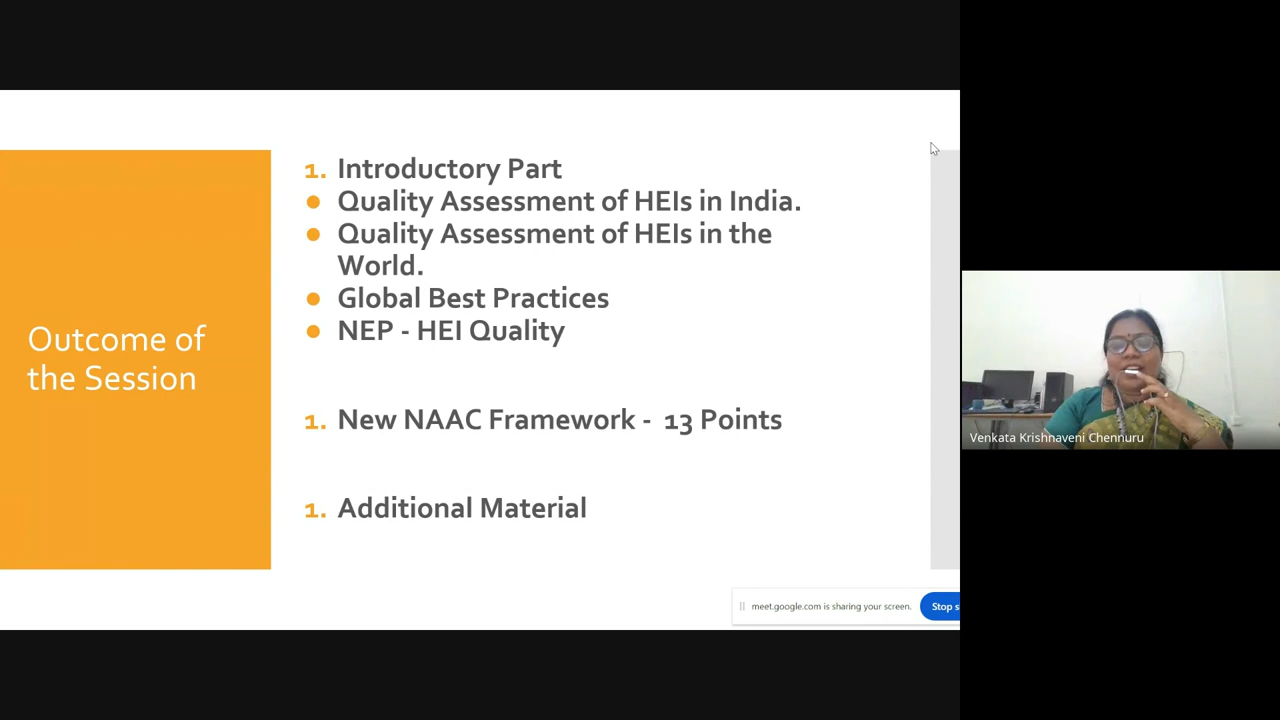 Outcome of
the Session
1. Introductory Part
● Quality Assessment of HEIs in India.
● Quality Assessment of HEIs in the
World.
● Global Best Practices
● NEP - HEI Quality
1. New NAAC Framework - 13 Points
1. Additional Material
meet.google.com is sharing your screen.
Stop s
Venkata Krishnaveni Chennuru